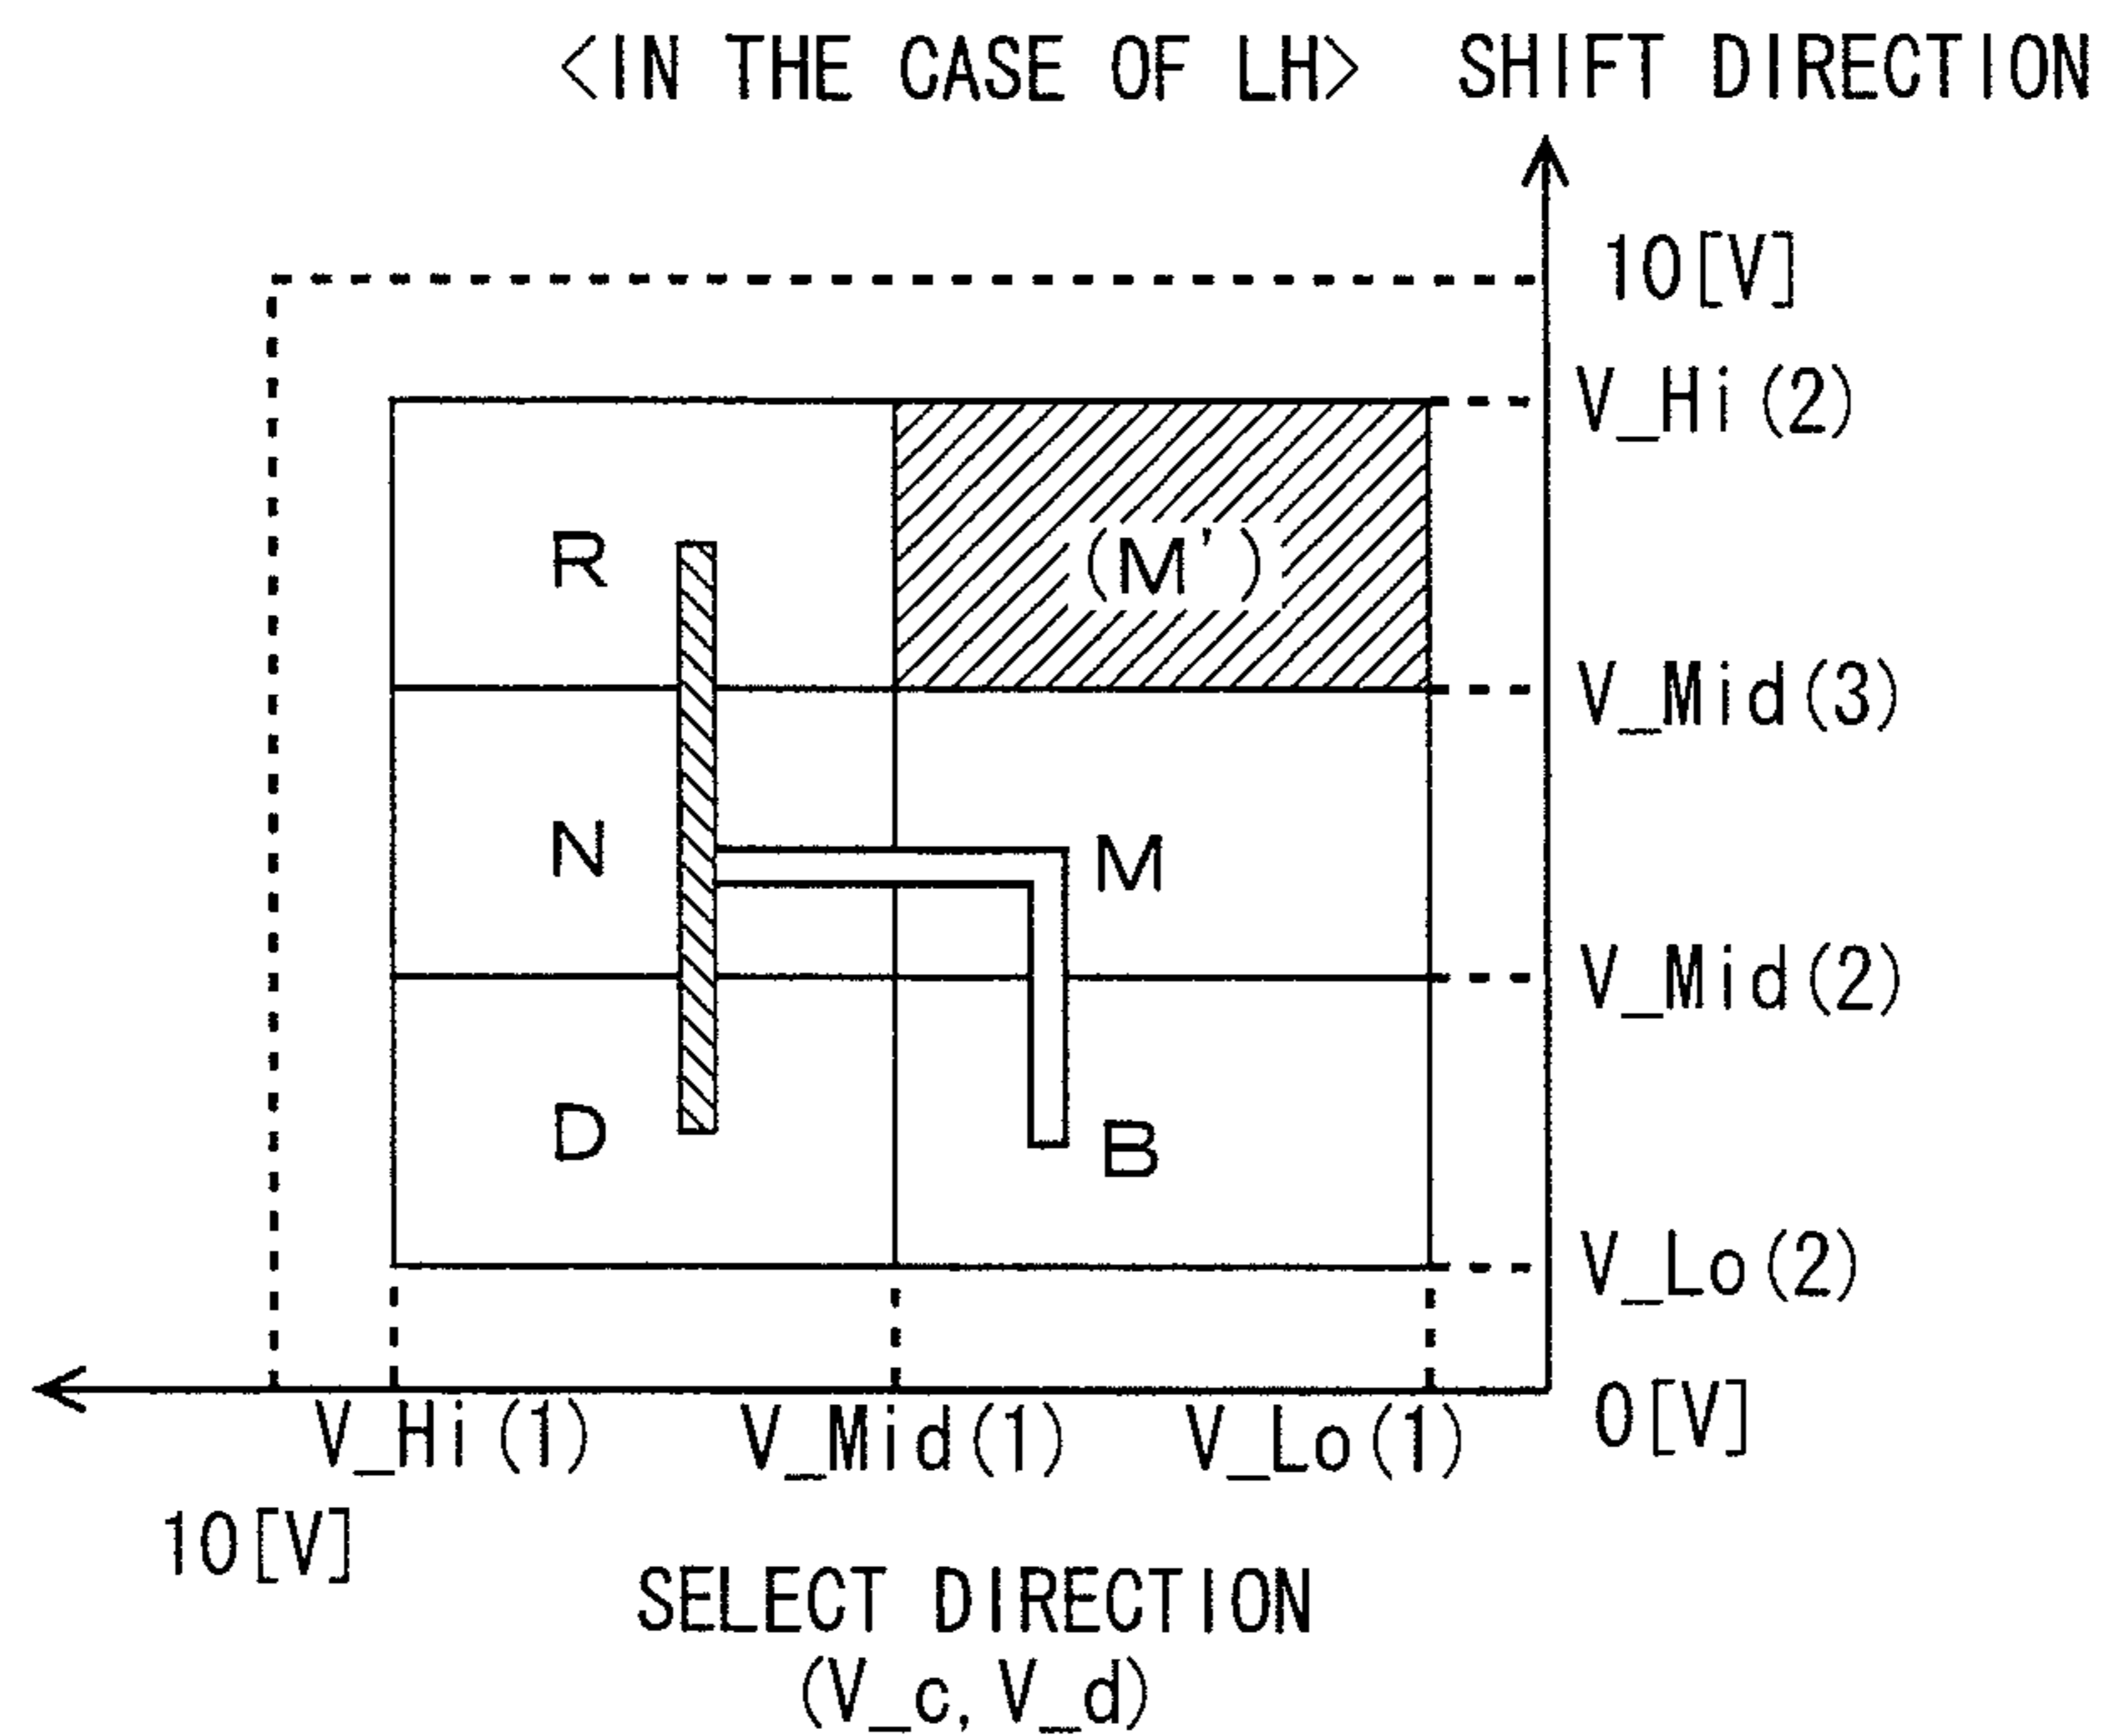 <IN THE CASE OF LH> SHIFT DIRECTION
10[V]
V_Hi(2)
R
(M')
V_Mid(3)
N
M
V_Mid(2)
D
B
V_Lo(2)
V_Hi(1) V_Mid(1) V_Lo(1) 0[V]
10[V]
SELECT DIRECTION
(V_c, V_d)